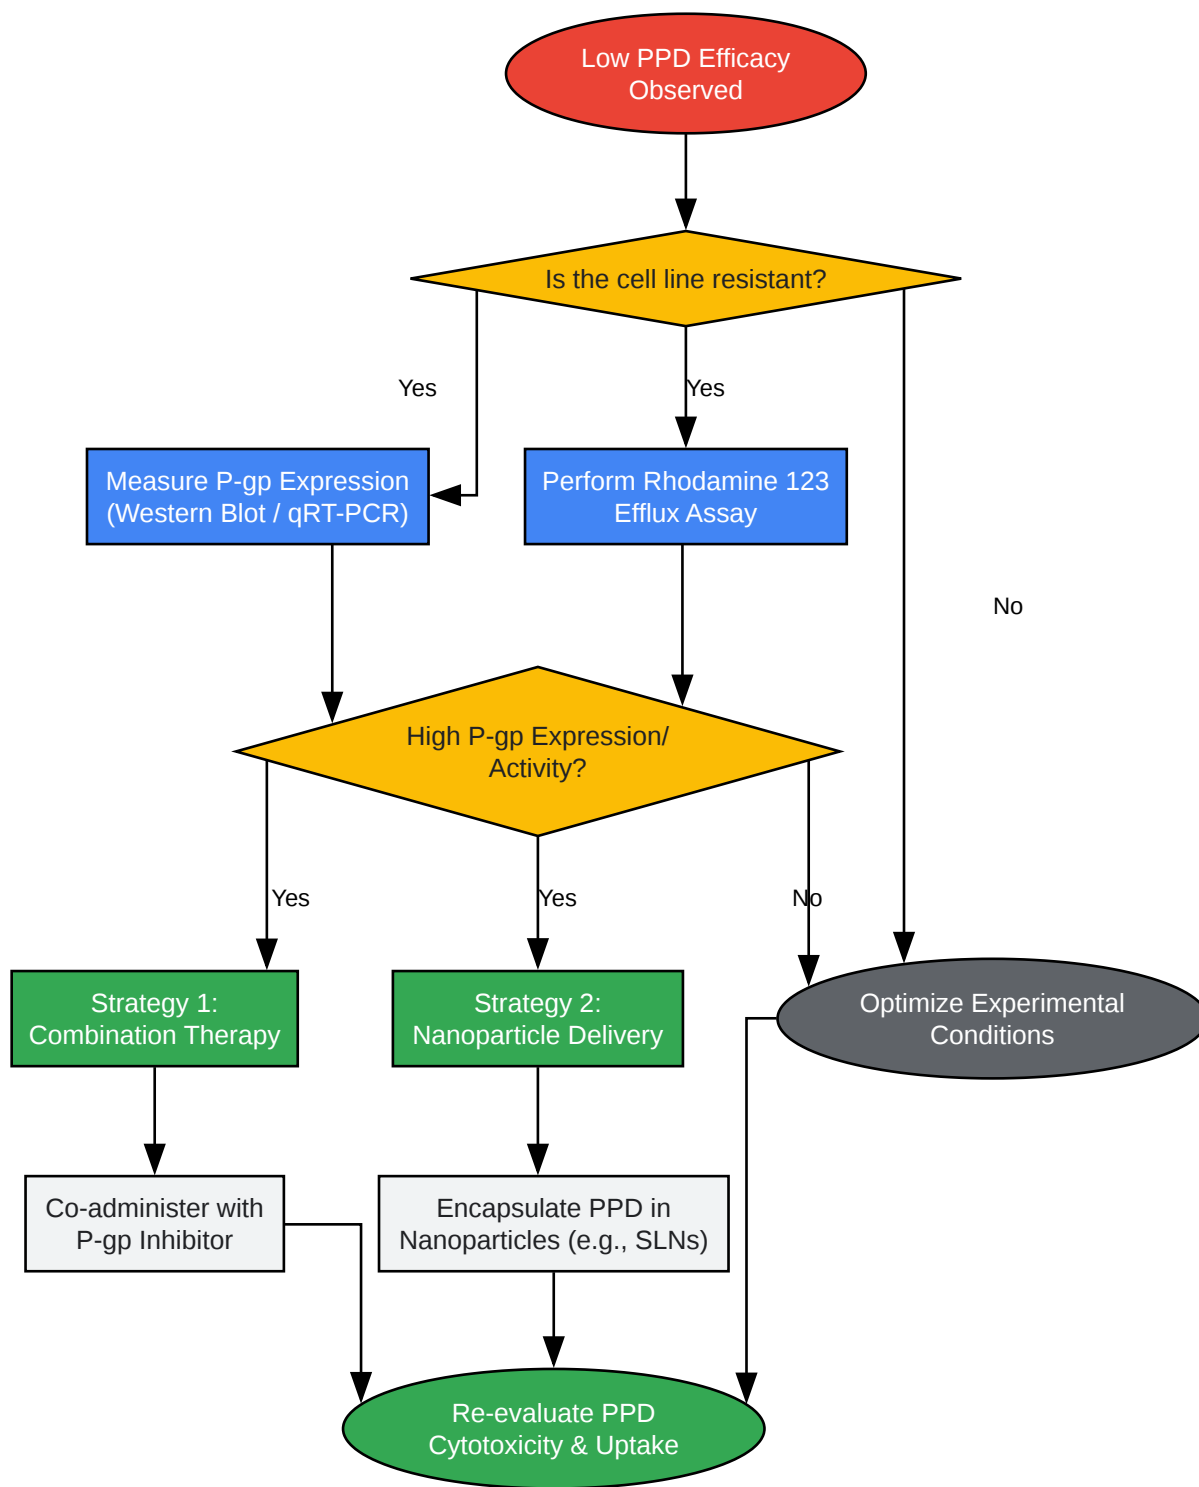 Low PPD Efficacy
Observed
Is the cell line resistant?
Yes
Yes
Measure P-gp Expression
(Western Blot / qRT-PCR)
Perform Rhodamine 123
Efflux Assay
No
High P-gp Expression/
Activity?
Yes
Yes
No
Strategy 1:
Combination Therapy
Strategy 2:
Nanoparticle Delivery
Optimize Experimental
Conditions
Co-administer with
P-gp Inhibitor
Encapsulate PPD in
Nanoparticles (e.g., SLNs)
Re-evaluate PPD
Cytotoxicity & Uptake